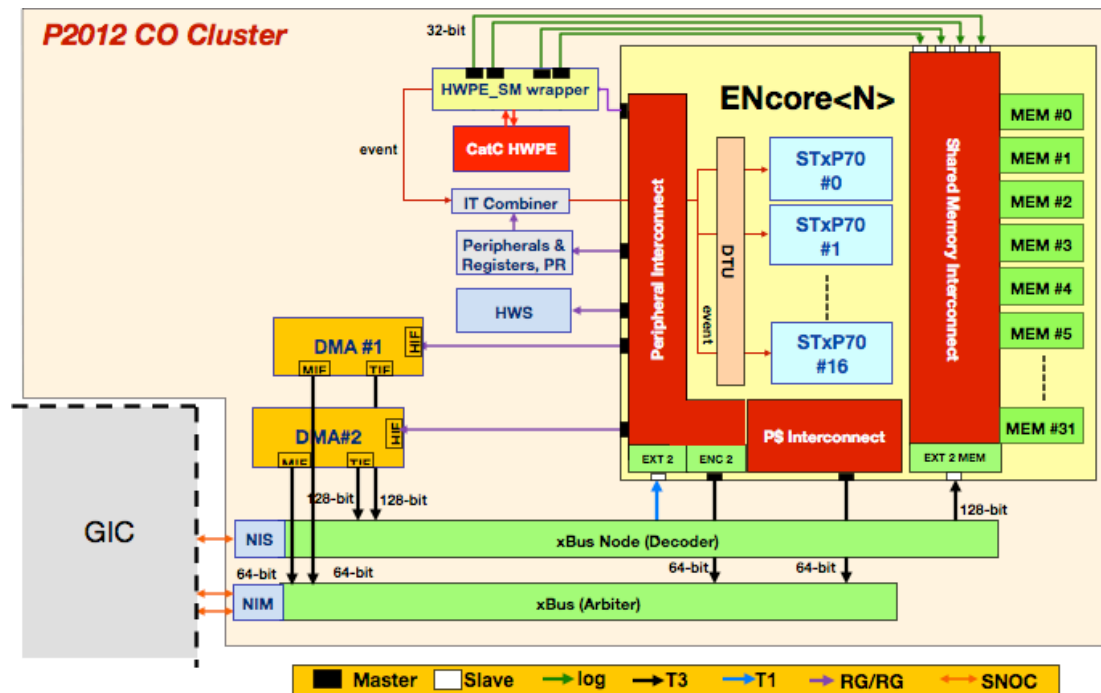 P2012 CO Cluster
32-bit
HWPE_SM wrapper
CatC HWPE
event
IT Combiner
Peripherals &
Registers, PR
HWS
DMA #1
HIF
MIF
TIF
DMA#2
HIF
MIF
TIF
128-bit
128-bit
ENcore<N>
Peripheral Interconnect
DTU
event
STxP70
#0
STxP70
#1
STxP70
#16
Shared Memory Interconnect
MEM #0
MEM #1
MEM #2
MEM #3
MEM #4
MEM #5
MEM #31
P$ Interconnect
EXT 2
ENC 2
EXT 2 MEM
128-bit
GIC
NIS
xBus Node (Decoder)
64-bit
64-bit
64-bit
64-bit
NIM
xBus (Arbiter)
Master
Slave
log
T3
T1
RG/RG
SNOC